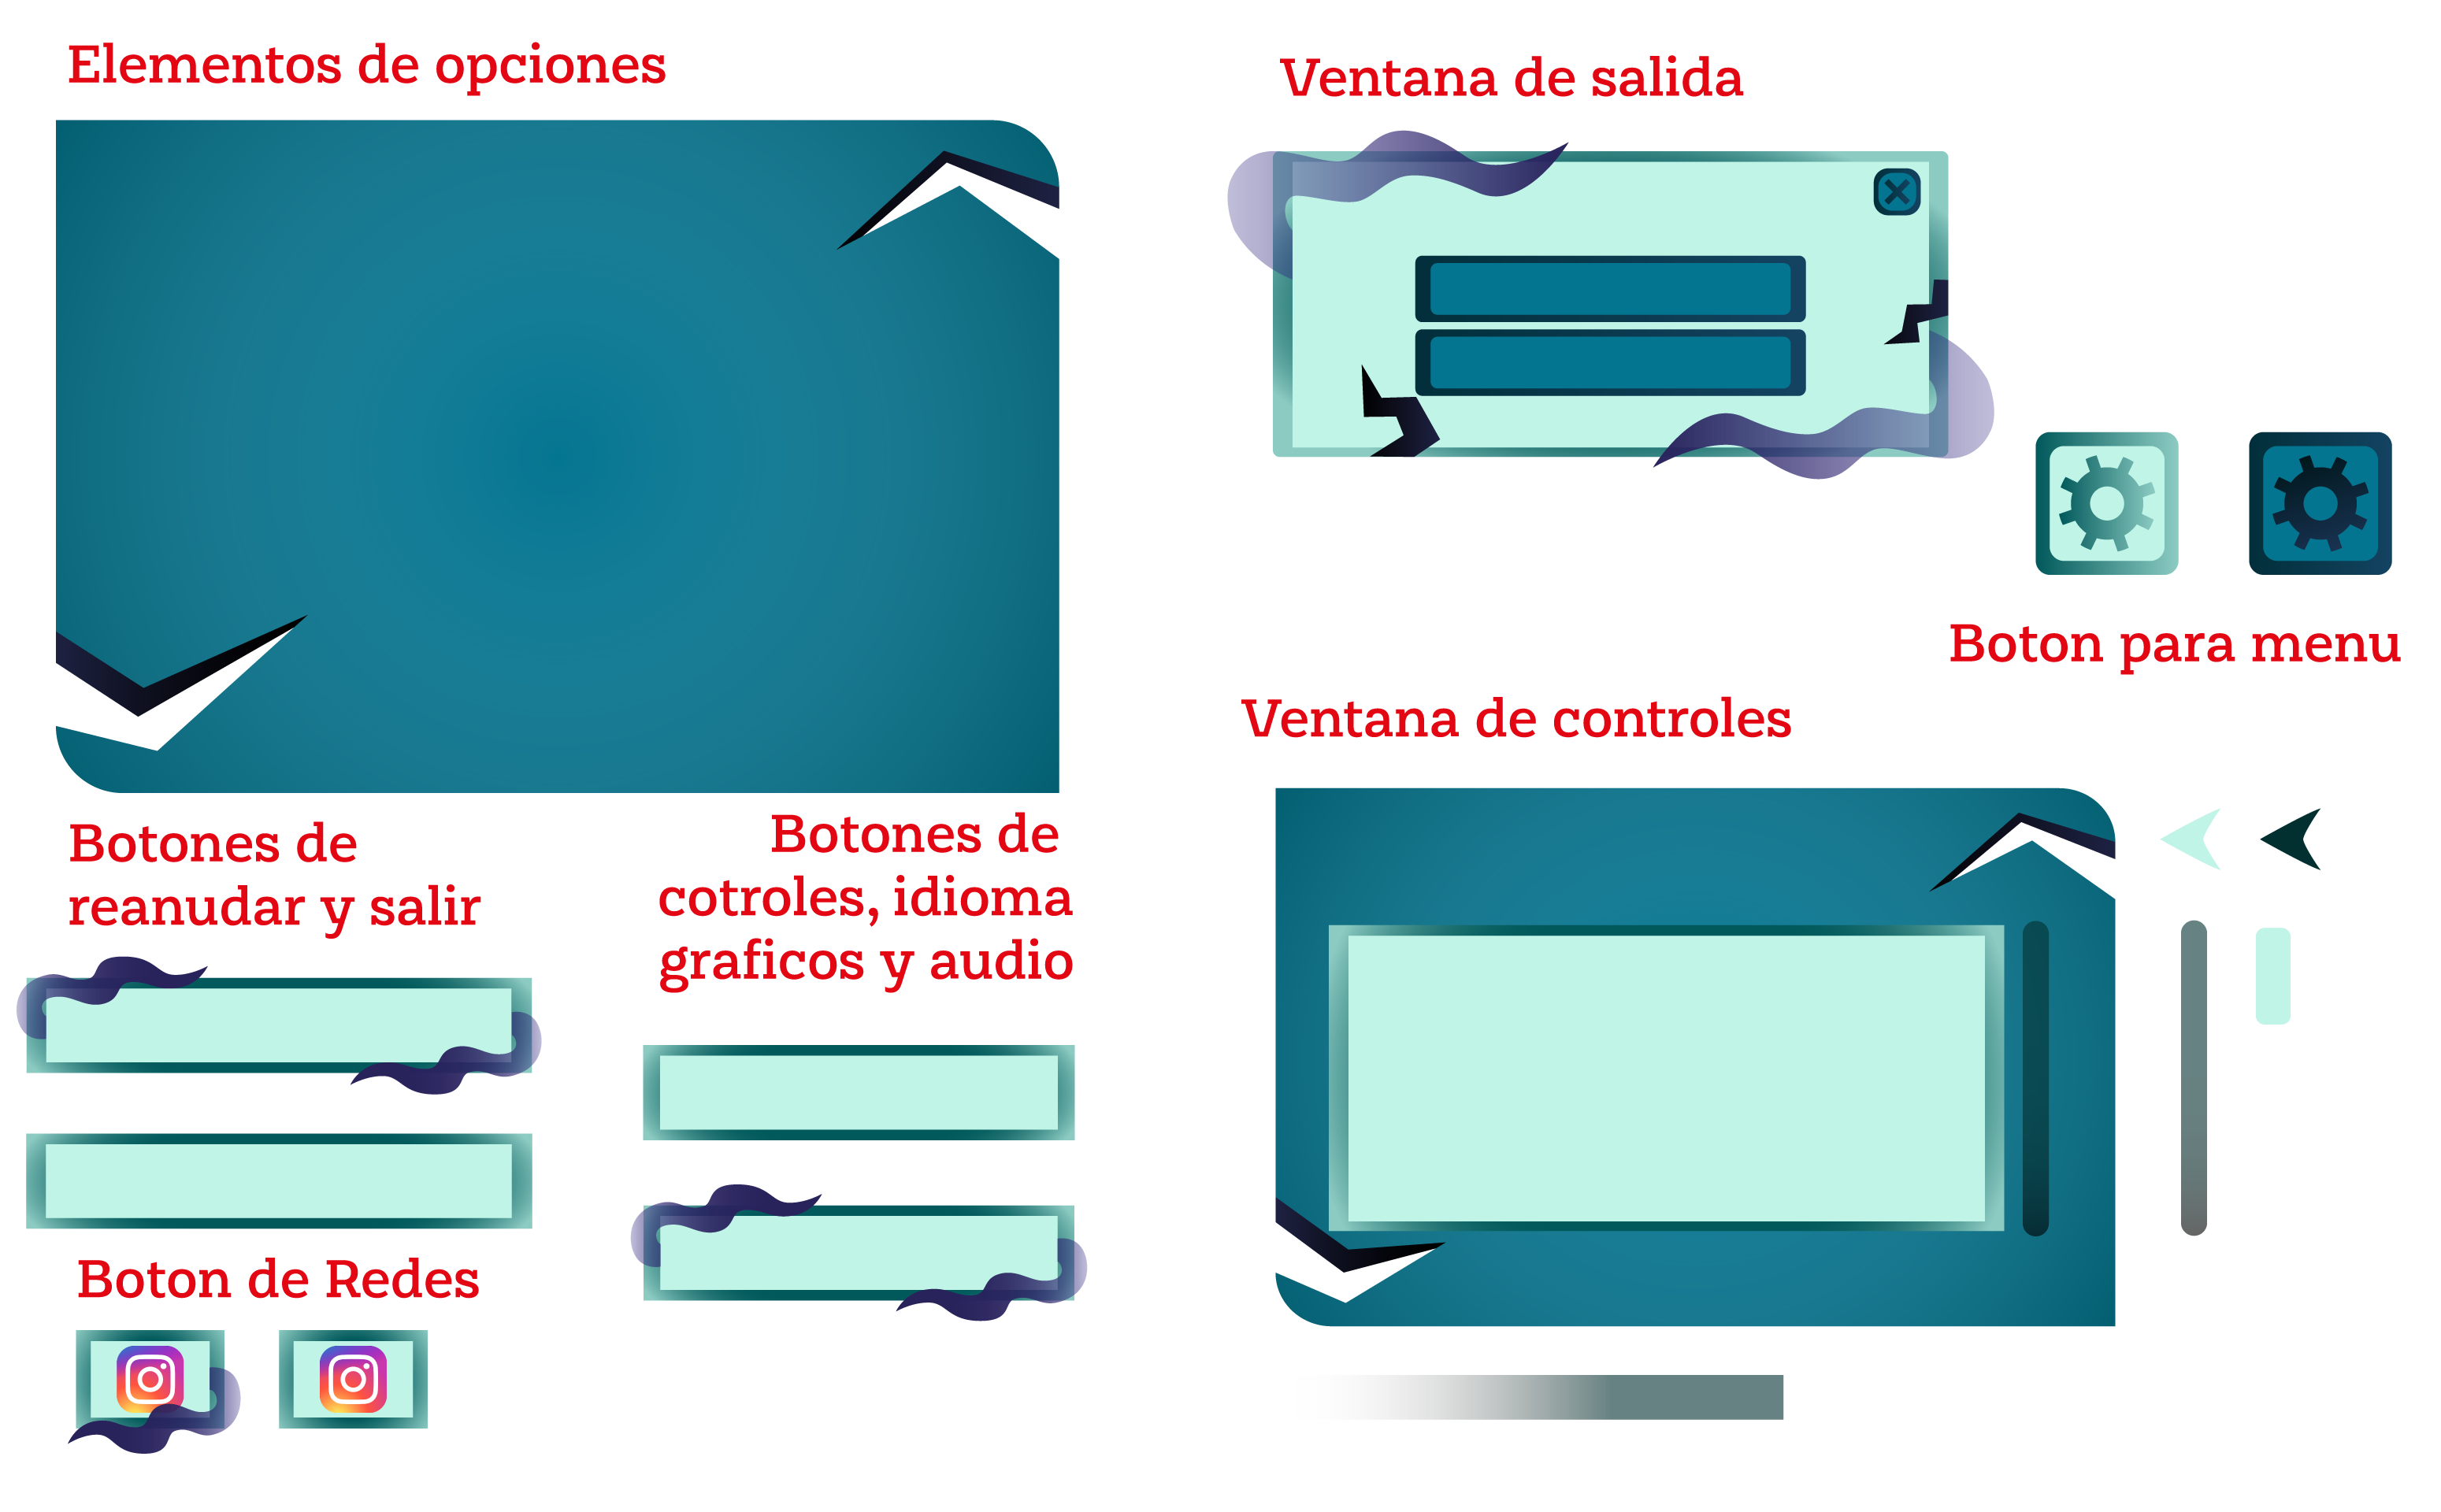 Elementos de opciones
Ventana de salida
Boton para menu
Ventana de controles
Botones de
reanudar y salir
Botones de
cotroles, idioma
graficos y audio
Boton de Redes